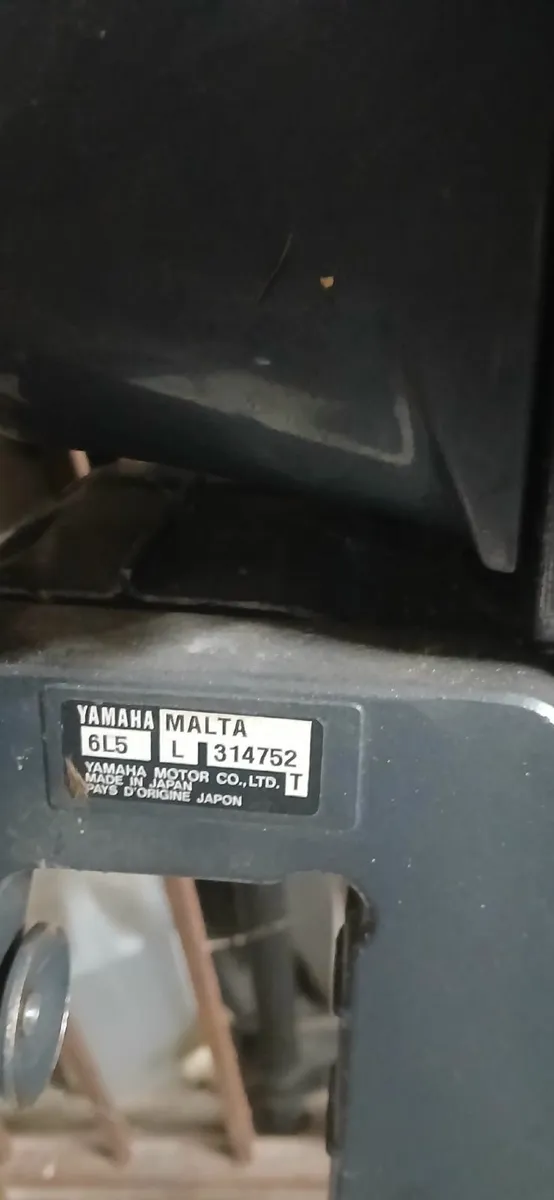 YAMAHA MALTA
6L5 L 314752
YAMAHA MOTOR CO., LTD. T
MADE IN JAPAN
PAYS D'ORIGINE JAPON